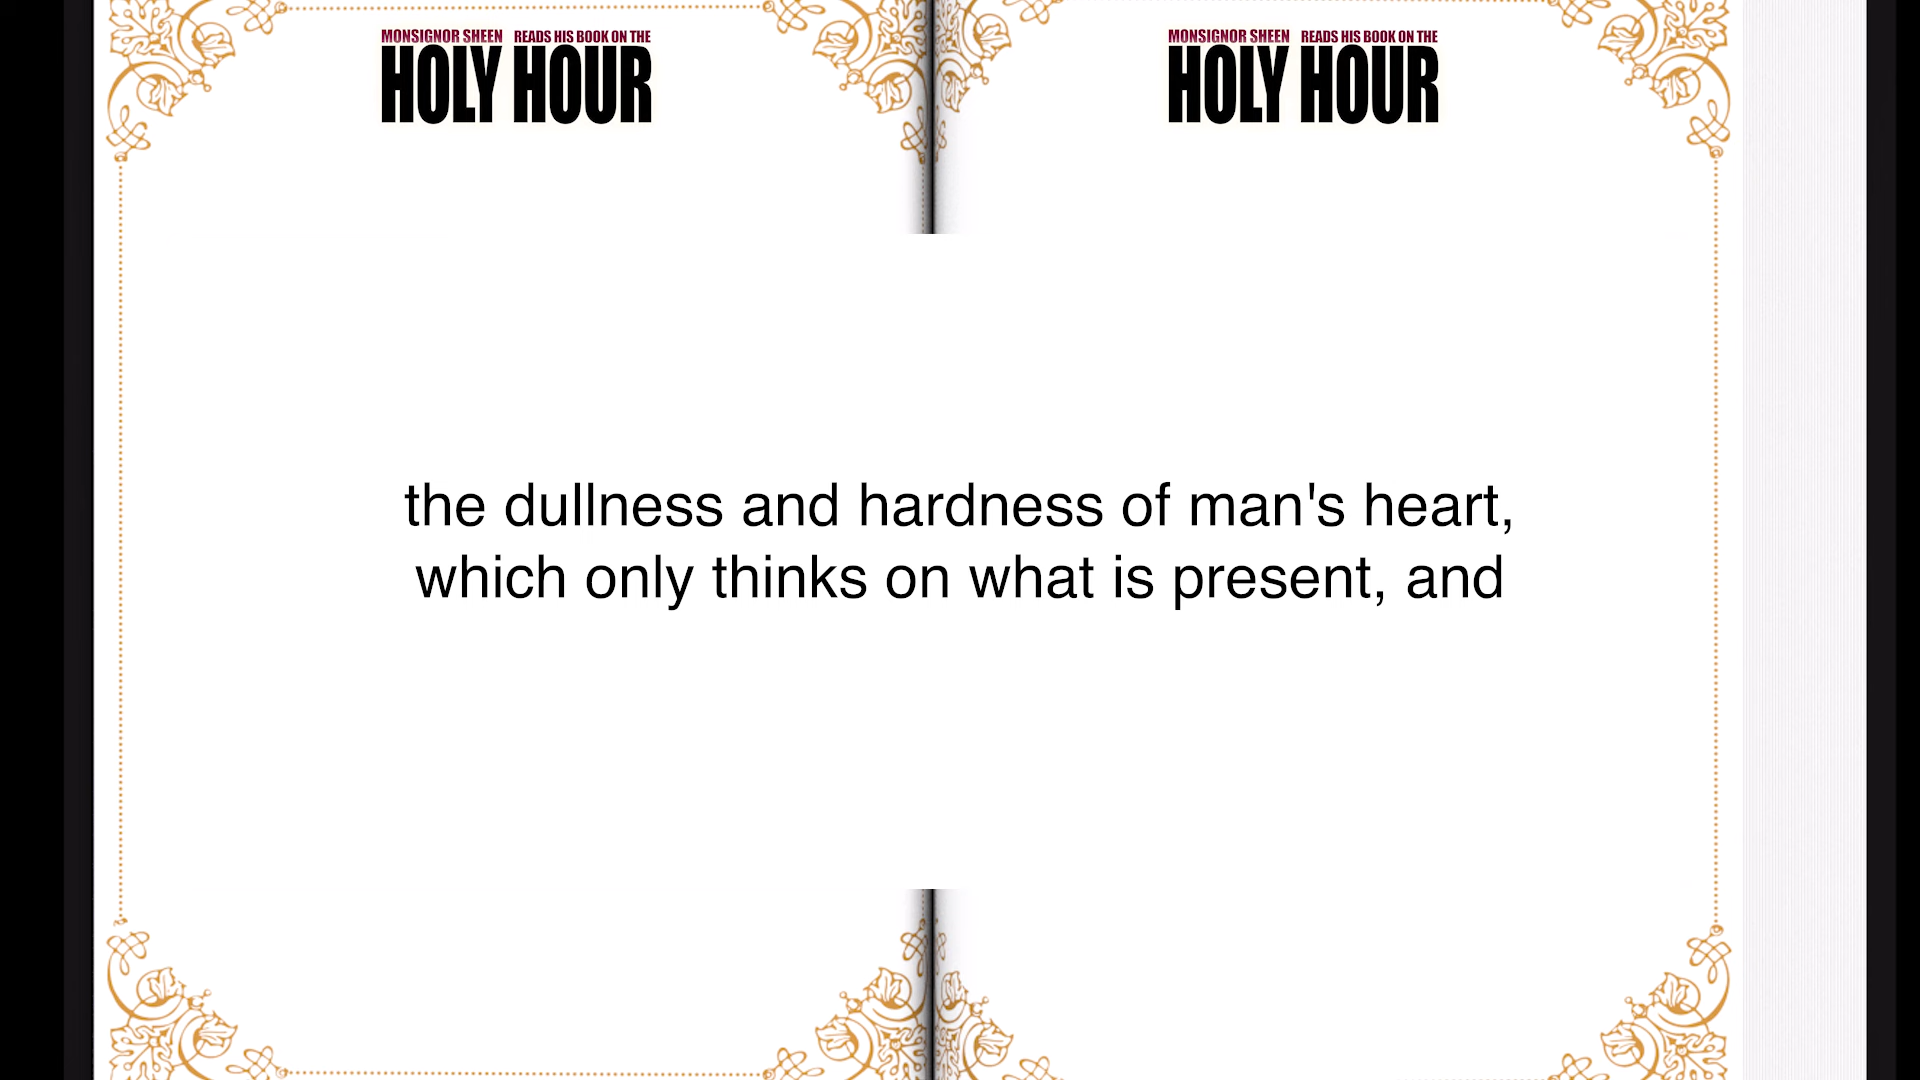 MONSIGNOR SHEEN READS HIS BOOK ON THE
HOLY HOUR
MONSIGNOR SHEEN READS HIS BOOK ON THE
HOLY HOUR
the dullness and hardness of man's heart,
which only thinks on what is present, and